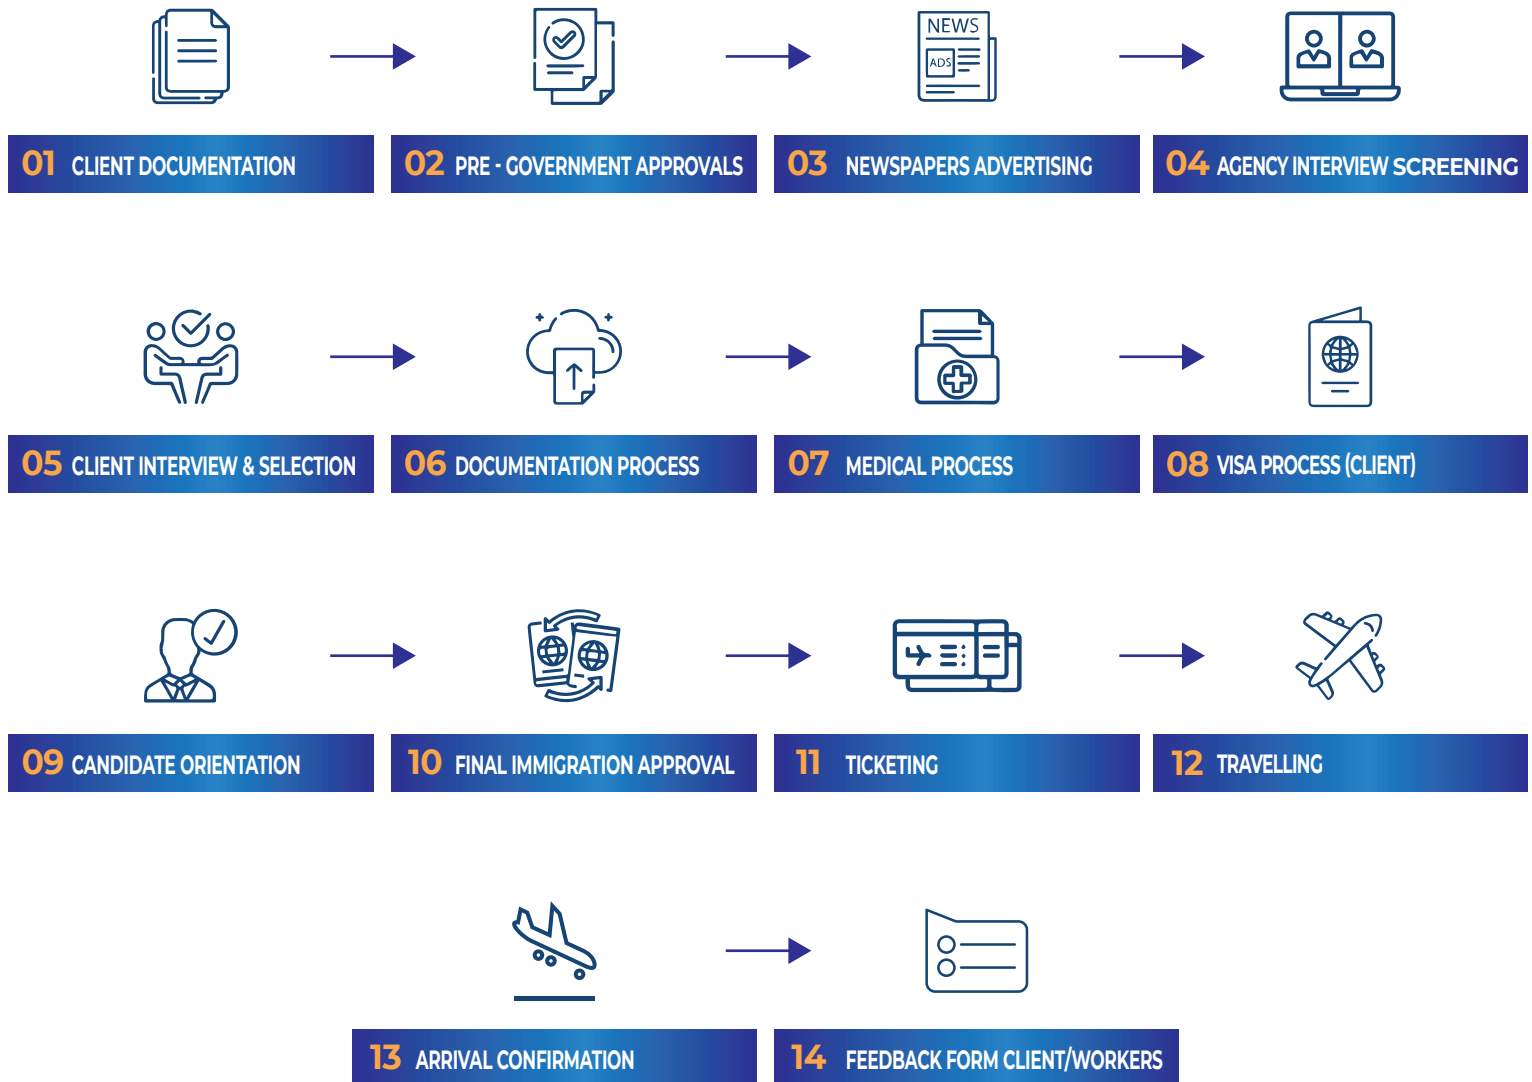 NEWS
ADS
01 CLIENT DOCUMENTATION
02 PRE - GOVERNMENT APPROVALS
03 NEWSPAPERS ADVERTISING
04 AGENCY INTERVIEW SCREENING
05 CLIENT INTERVIEW & SELECTION
06 DOCUMENTATION PROCESS
07 MEDICAL PROCESS
08 VISA PROCESS (CLIENT)
09 CANDIDATE ORIENTATION
10 FINAL IMMIGRATION APPROVAL
11 TICKETING
12 TRAVELLING
13 ARRIVAL CONFIRMATION
14 FEEDBACK FORM CLIENT/WORKERS